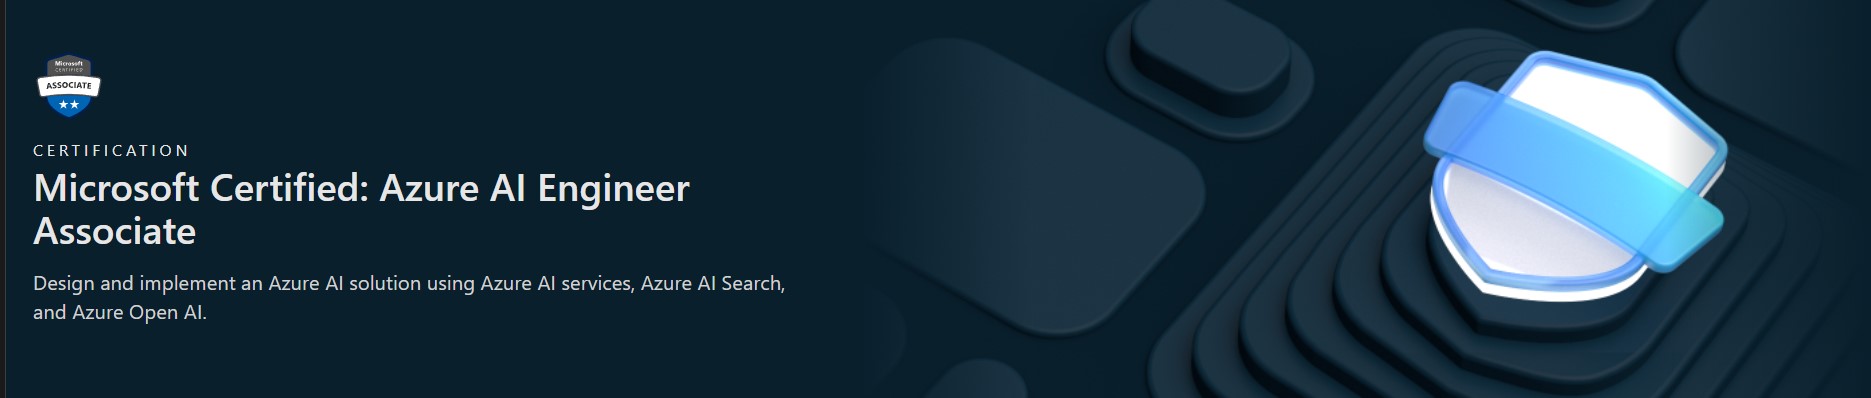 Microsoft
CERTIFIED
ASSOCIATE
CERTIFICATION
Microsoft Certified: Azure AI Engineer
Associate
Design and implement an Azure AI solution using Azure AI services, Azure AI Search,
and Azure Open AI.